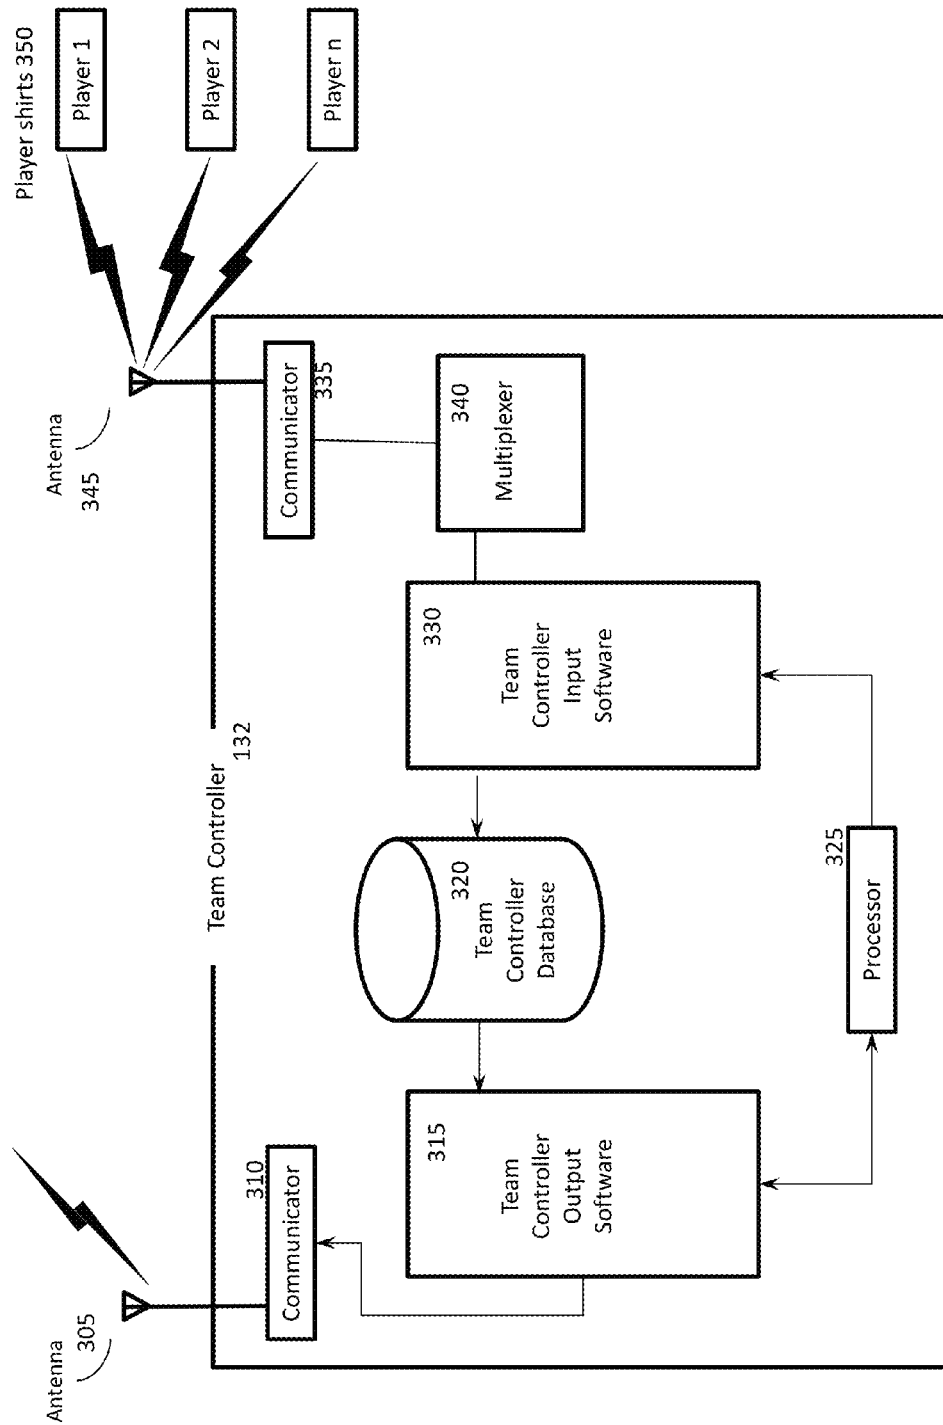 Antenna
305
Antenna
345
Player shirts 350
Player 1
Player 2
Player n
Team Controller
132
310
Communicator
Communicator
335
315
Team
Controller
Output
Software
320
Team
Controller
Database
330
Team
Controller
Input
Software
340
Multiplexer
325
Processor